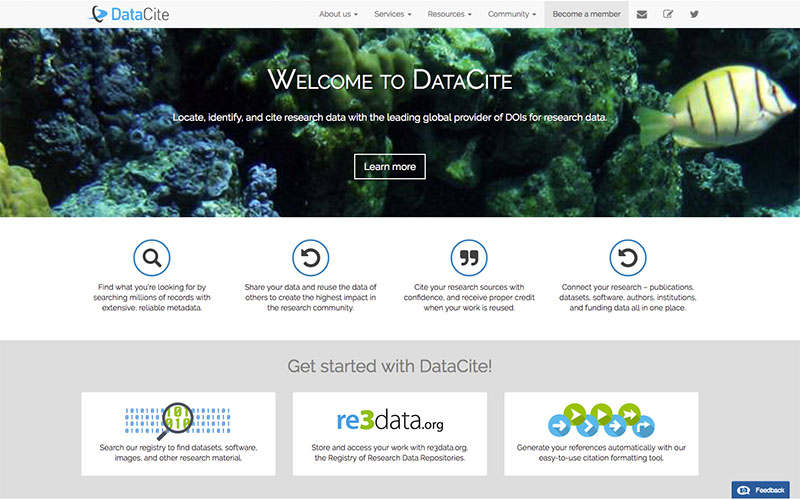 DataCite
About us
Services
Resources
Community
Become a member
WELCOME TO DATACITE
Locate, identify, and cite research data with the leading global provider of DOIs for research data.
Learn more
Find what you're looking for by
searching millions of records with
extensive, reliable metadata.
Share your data and reuse the data of
others to create the highest impact in
the research community.
Cite your research sources with
confidence, and receive proper credit
when your work is reused.
Connect your research – publications,
datasets, software, authors, institutions,
and funding data all in one place.
Get started with DataCite!
Search our registry to find datasets, software,
images, and other research material.
re3data.org
Store and access your work with re3data.org,
the Registry of Research Data Repositories.
Generate your references automatically with our
easy-to-use citation formatting tool.
Feedback